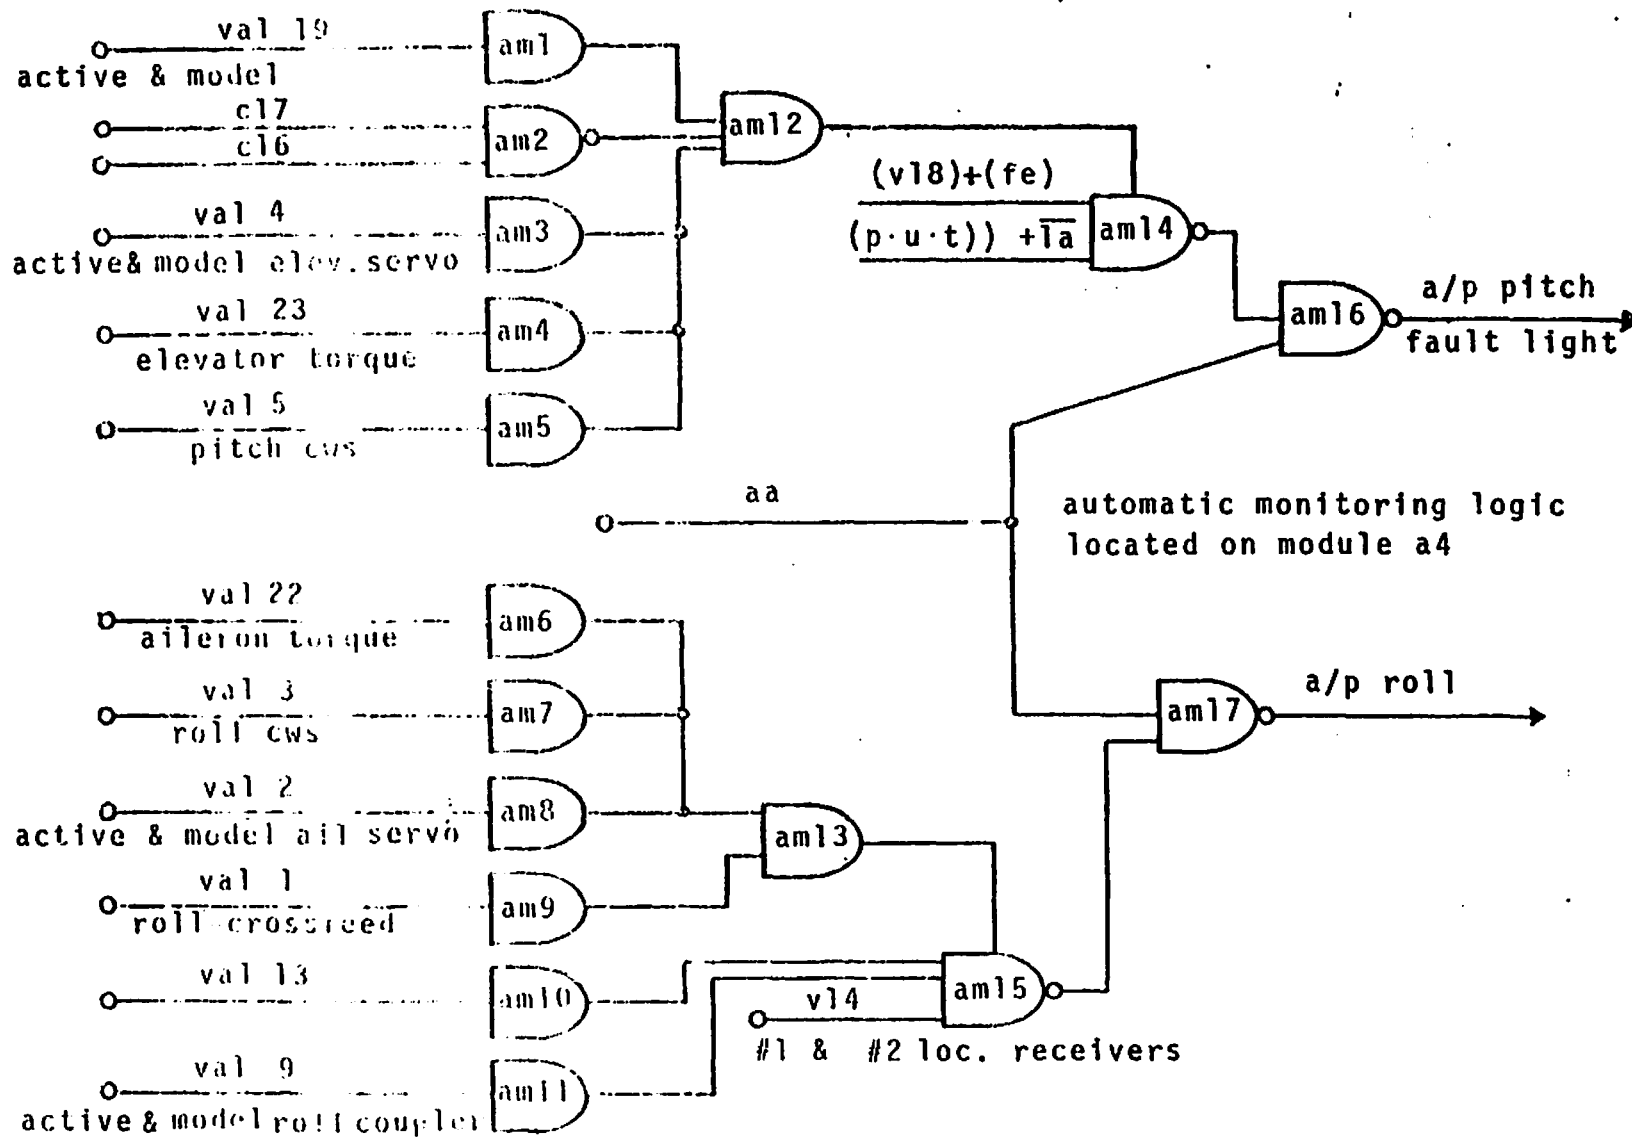 val 19
am1
active & model
c17
c16
am2
am12
(v18)+(fe)
val 4
am3
(p·u·t)) + l̅a̅
am14
active& model elev.servo
val 23
am4
elevator torque
am16
a/p pitch
fault light
val 5
am5
pitch cws
aa
automatic monitoring logic
located on module a4
val 22
am6
aileron torque
val 3
am7
roll cws
a/p roll
am17
val 2
am8
active & model ail servo
am13
val 1
am9
roll crossfeed
val 13
am10
am15
v14
#1 & #2 loc. receivers
val 9
am11
active & model roll coupler